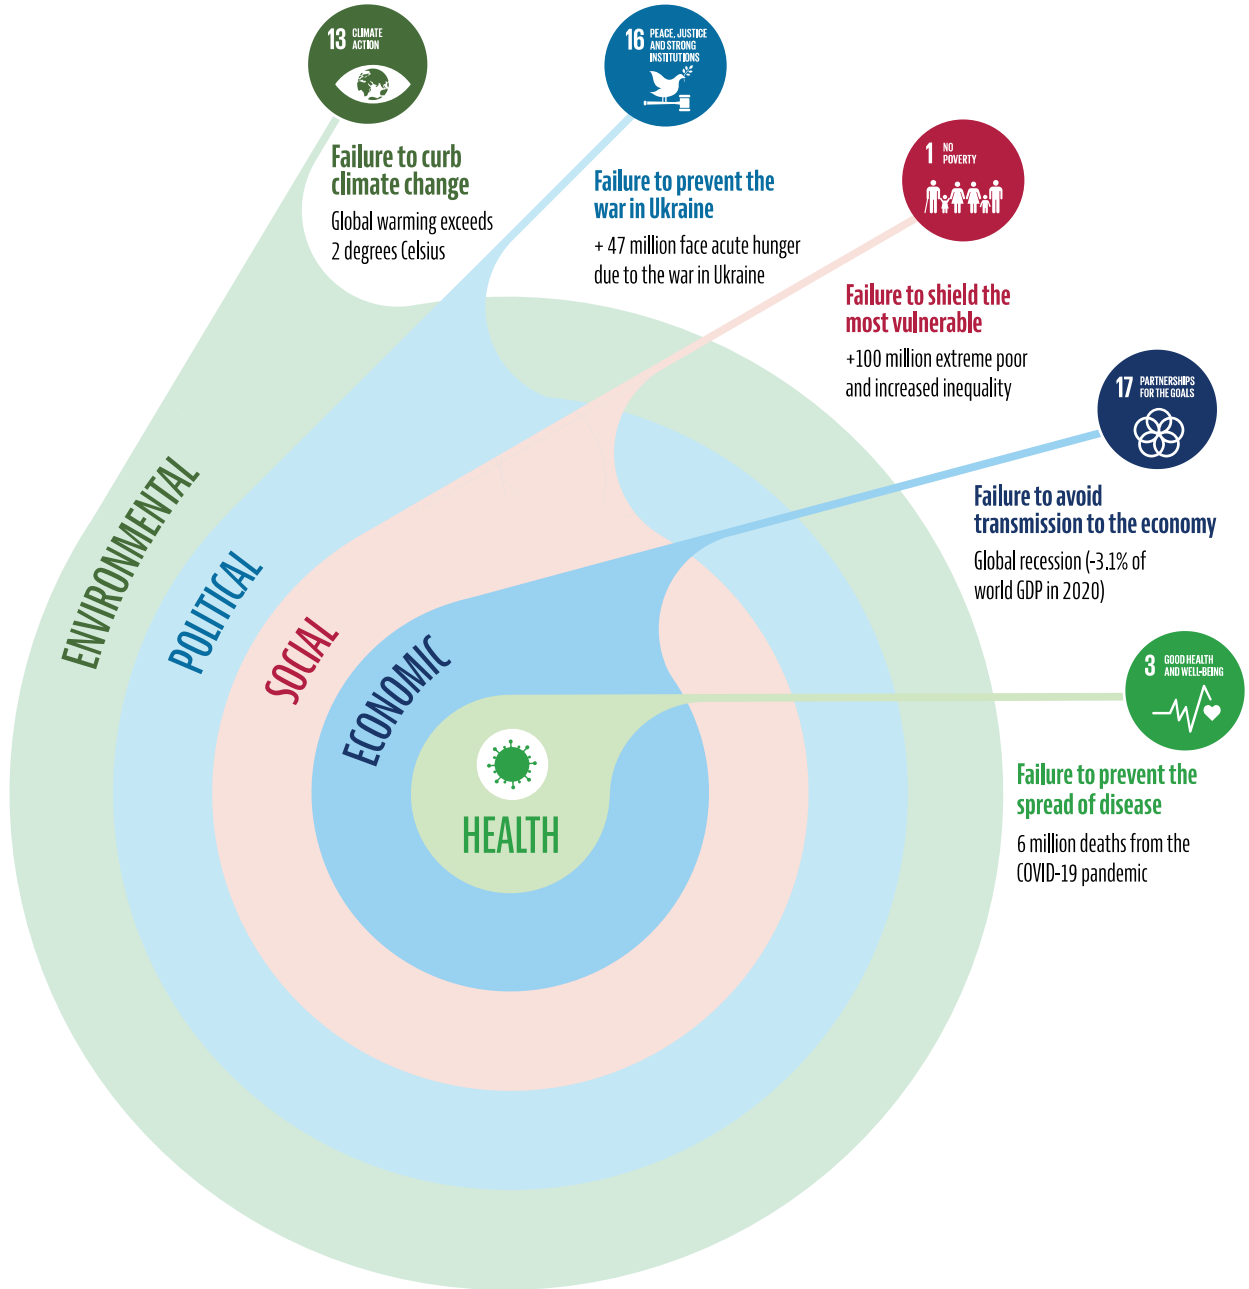 13 CLIMATE
ACTION
Failure to curb
climate change
Global warming exceeds
2 degrees Celsius
16 PEACE, JUSTICE
AND STRONG
INSTITUTIONS
Failure to prevent the
war in Ukraine
+ 47 million face acute hunger
due to the war in Ukraine
1 NO
POVERTY
Failure to shield the
most vulnerable
+100 million extreme poor
and increased inequality
17 PARTNERSHIPS
FOR THE GOALS
Failure to avoid
transmission to the economy
Global recession (-3.1% of
world GDP in 2020)
3 GOOD HEALTH
AND WELL-BEING
Failure to prevent the
spread of disease
6 million deaths from the
COVID-19 pandemic
ENVIRONMENTAL
POLITICAL
SOCIAL
ECONOMIC
HEALTH